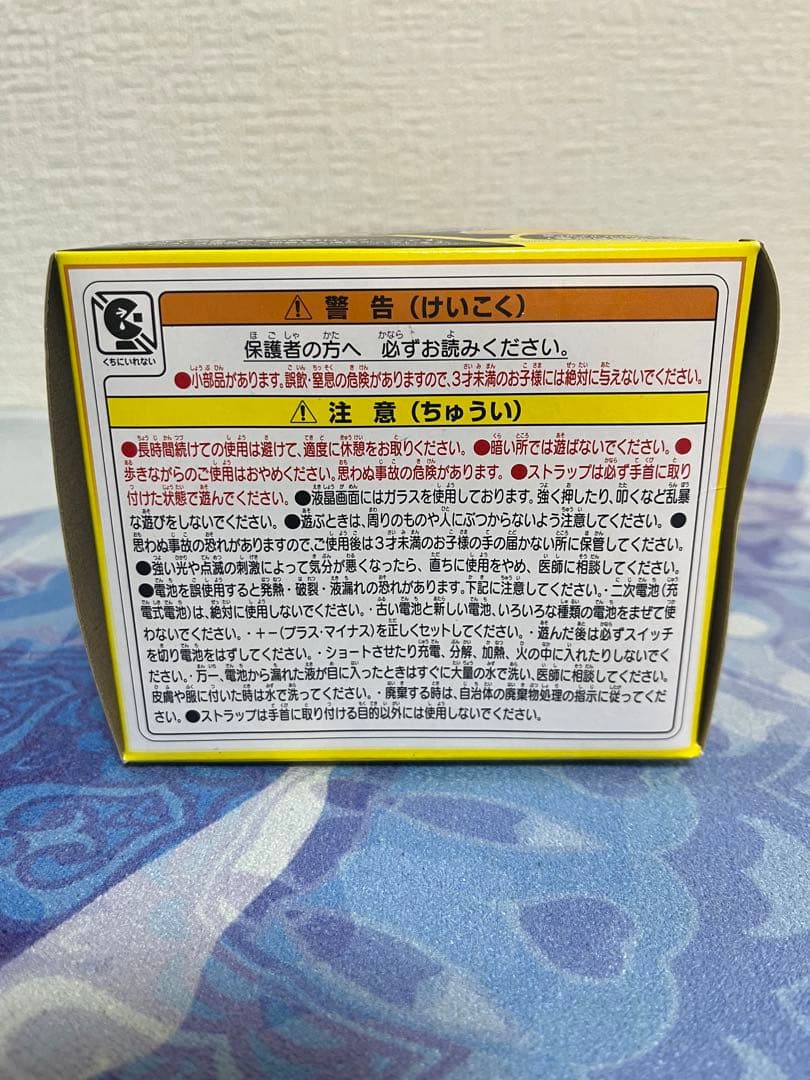 くちにいれない
⚠ 警告(けいこく)
保護者の方へ 必ずお読みください。
●小部品があります。誤飲・窒息の危険がありますので、3才未満のお子様には絶対に与えないでください。
⚠ 注意(ちゅうい)
●長時間続けての使用は避けて、適度に休憩をお取りください。●暗い所では遊ばないでください。●
歩きながらのご使用はおやめください。思わぬ事故の危険があります。●ストラップは必ず手首に取り
付けた状態で遊んでください。●液晶画面にはガラスを使用しております。強く押したり、叩くなど乱暴
な遊びをしないでください。●遊ぶときは、周りのものや人にぶつからないよう注意してください。●
思わぬ事故の恐れがありますので、ご使用後は3才未満のお子様の手の届かない所に保管してください。
●強い光や点滅の刺激によって気分が悪くなったら、直ちに使用をやめ、医師に相談してください。
●電池を誤使用すると発熱・破裂・液漏れの恐れがあります。下記に注意してください。・二次電池(充
電式電池)は、絶対に使用しないでください。・古い電池と新しい電池、いろいろな種類の電池をまぜて使
わないでください。・+−(プラス・マイナス)を正しくセットしてください。・遊んだ後は必ずスイッチ
を切り電池をはずしてください。・ショートさせたり充電、分解、加熱、火の中に入れたりしないでく
ださい。・万一、電池から漏れた液が目に入ったときはすぐに大量の水で洗い、医師に相談してください。
皮膚や服に付いた時は水で洗ってください。・廃棄する時は、自治体の廃棄物処理の指示に従ってくだ
さい。●ストラップは手首に取り付ける目的以外には使用しないでください。